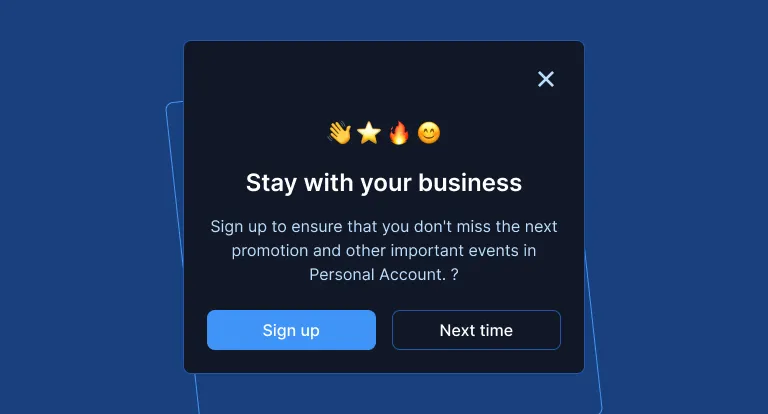 👋⭐🔥😊
Stay with your business
Sign up to ensure that you don't miss the next
promotion and other important events in
Personal Account. ?
Sign up
Next time